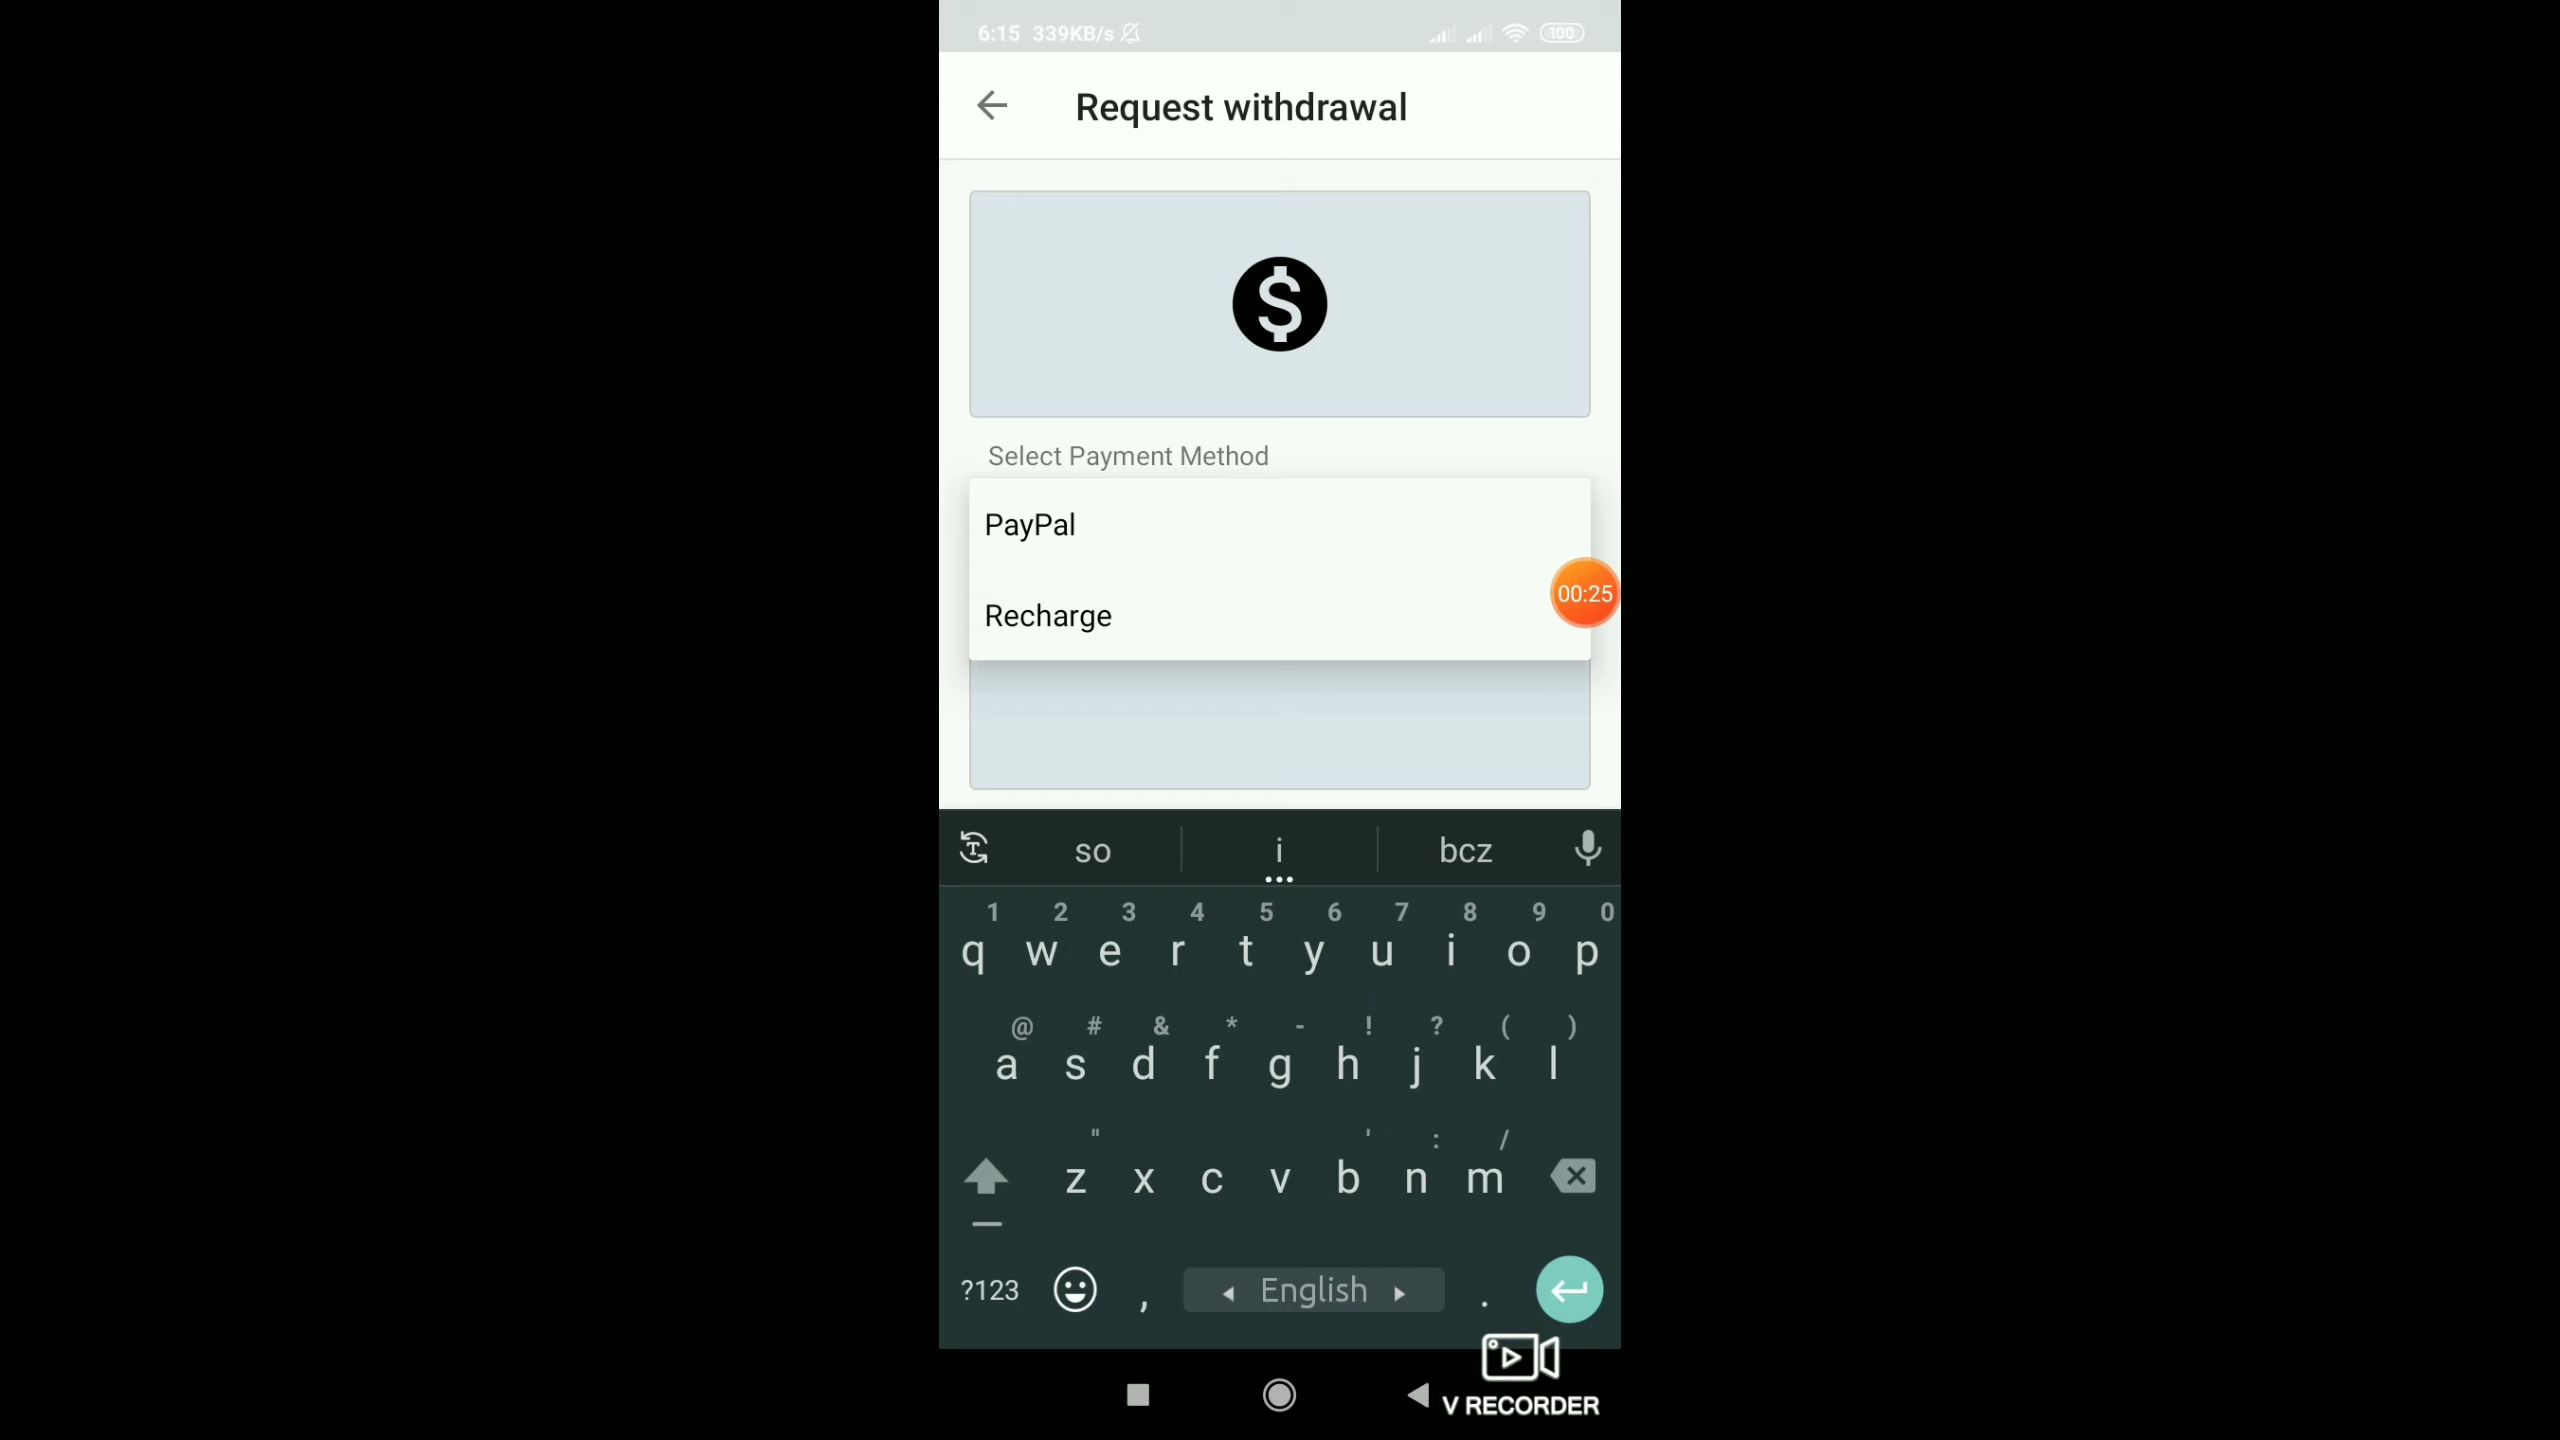 6:15 339KB/s 100
Request withdrawal
$
Select Payment Method
PayPal
00:25
Recharge
so i bcz
1 2 3 4 5 6 7 8 9 0
q w e r t y u i o p
@ # & * - ! ? ( )
a s d f g h j k l
" ' : /
z x c v b n m
?123 , English .
V RECORDER